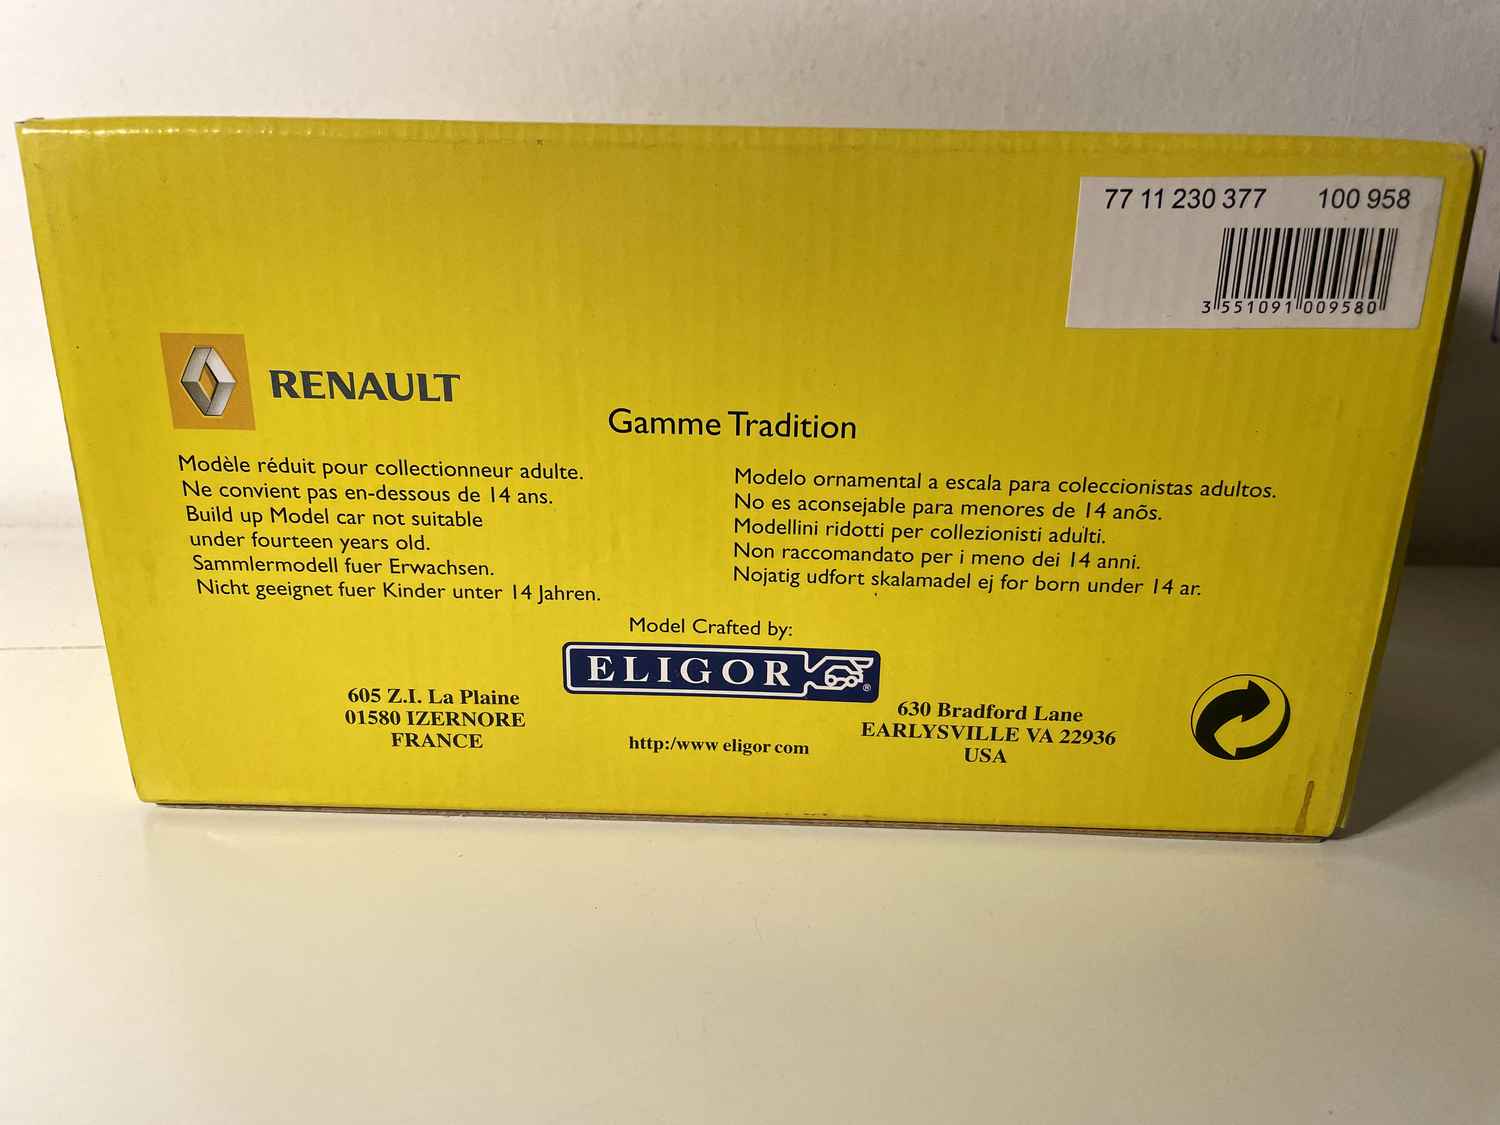 77 11 230 377 100 958
3 551091 009580
RENAULT
Gamme Tradition
Modèle réduit pour collectionneur adulte.
Ne convient pas en-dessous de 14 ans.
Build up Model car not suitable
under fourteen years old.
Sammlermodell fuer Erwachsen.
Nicht geeignet fuer Kinder unter 14 Jahren.
Modelo ornamental a escala para coleccionistas adultos.
No es aconsejable para menores de 14 anõs.
Modellini ridotti per collezionisti adulti.
Non raccomandato per i meno dei 14 anni.
Nojatig udfort skalamadel ej for born under 14 ar.
Model Crafted by:
ELIGOR ®
605 Z.I. La Plaine
01580 IZERNORE
FRANCE
http:/www eligor com
630 Bradford Lane
EARLYSVILLE VA 22936
USA